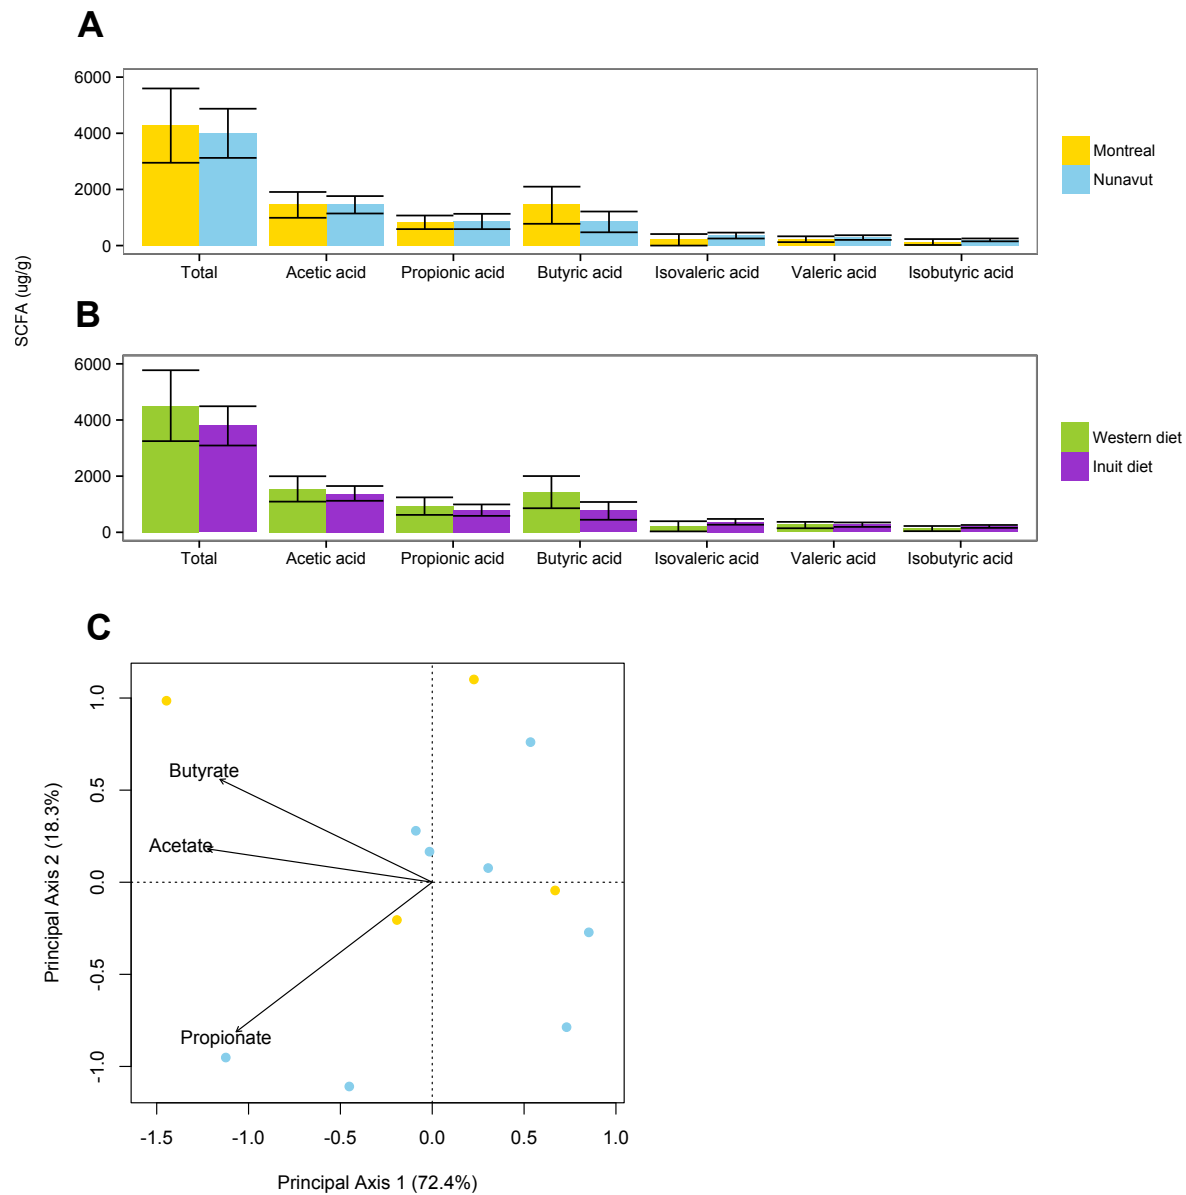 A
6000
4000
2000
0
Total Acetic acid Propionic acid Butyric acid Isovaleric acid Valeric acid Isobutyric acid
Montreal
Nunavut
SCFA (ug/g)
B
6000
4000
2000
0
Total Acetic acid Propionic acid Butyric acid Isovaleric acid Valeric acid Isobutyric acid
Western diet
Inuit diet
C
Principal Axis 2 (18.3%)
1.0
0.5
0.0
-0.5
-1.0
Butyrate
Acetate
Propionate
-1.5 -1.0 -0.5 0.0 0.5 1.0
Principal Axis 1 (72.4%)